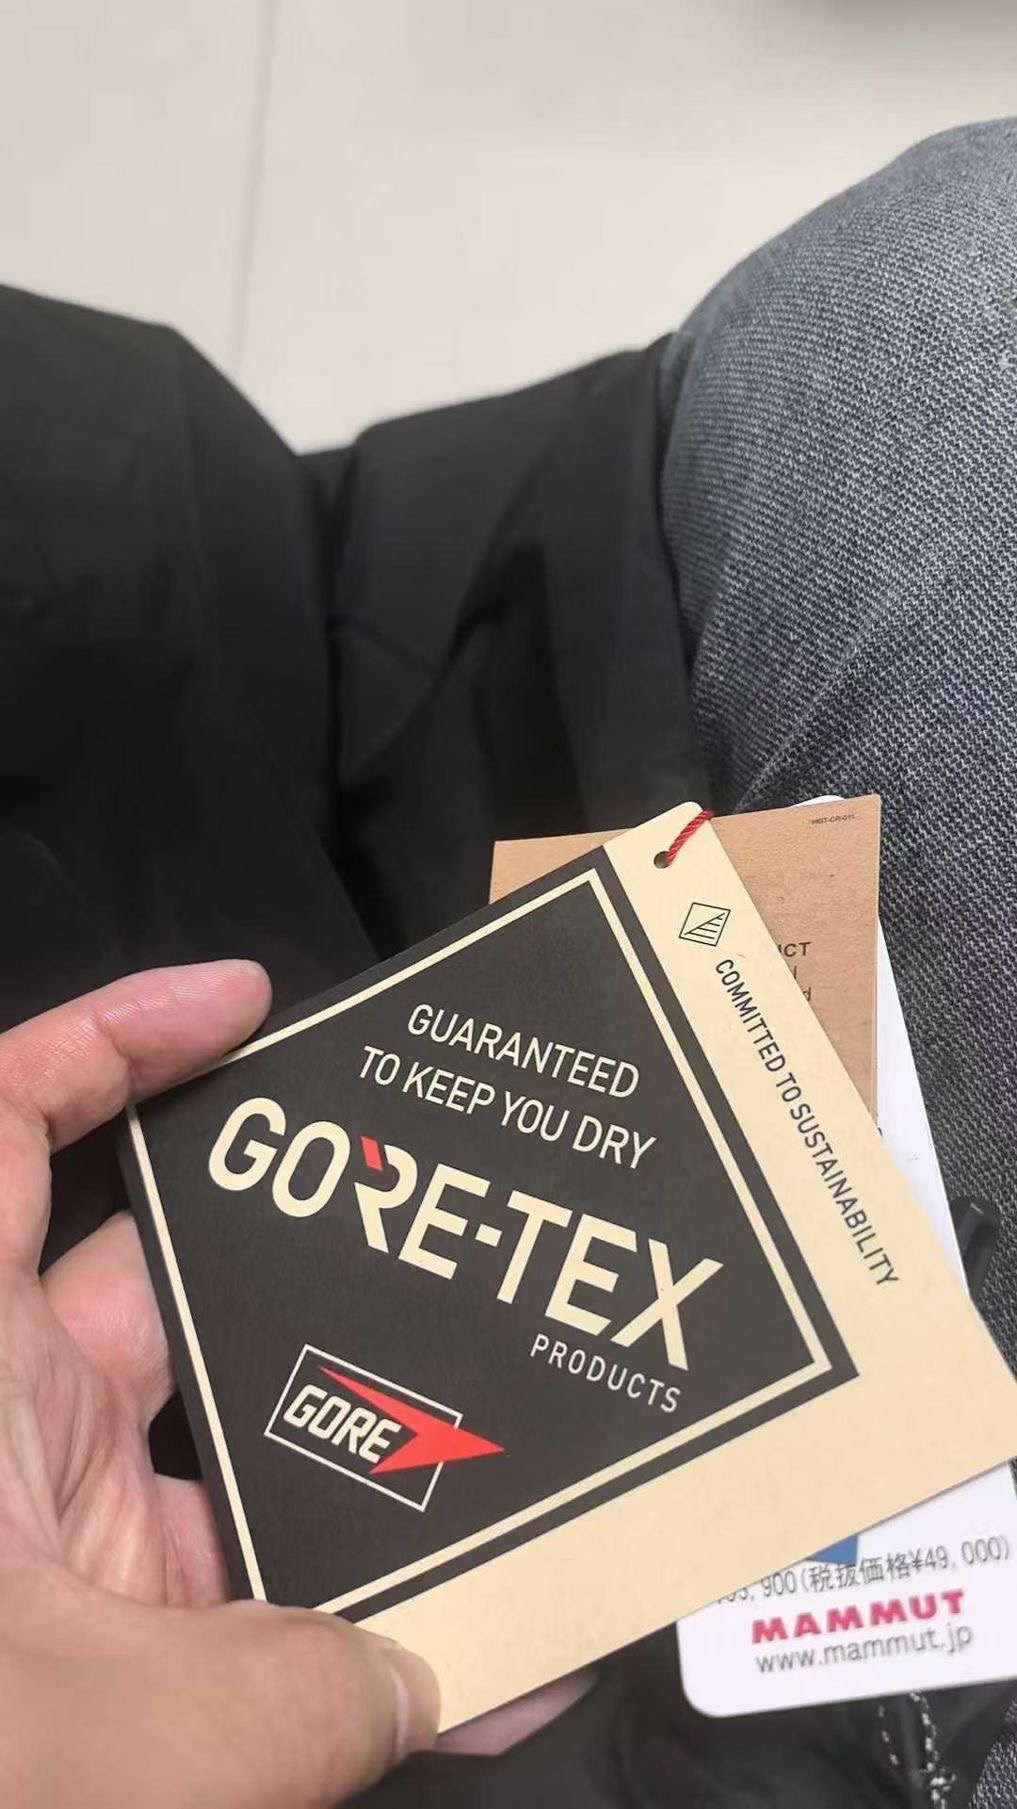 GUARANTEED
TO KEEP YOU DRY
GORE-TEX
PRODUCTS
GORE
COMMITTED TO SUSTAINABILITY
,900(税抜価格¥49,000)
MAMMUT
www.mammut.jp